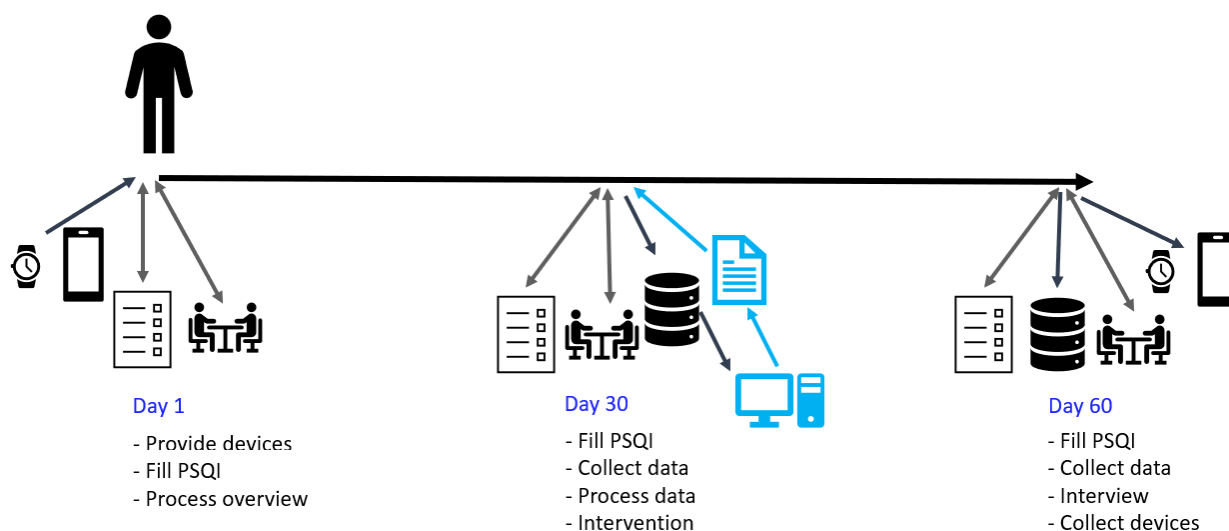 Day 1
- Provide devices
- Fill PSQI
- Process overview
Day 30
- Fill PSQI
- Collect data
- Process data
- Intervention
Day 60
- Fill PSQI
- Collect data
- Interview
- Collect devices